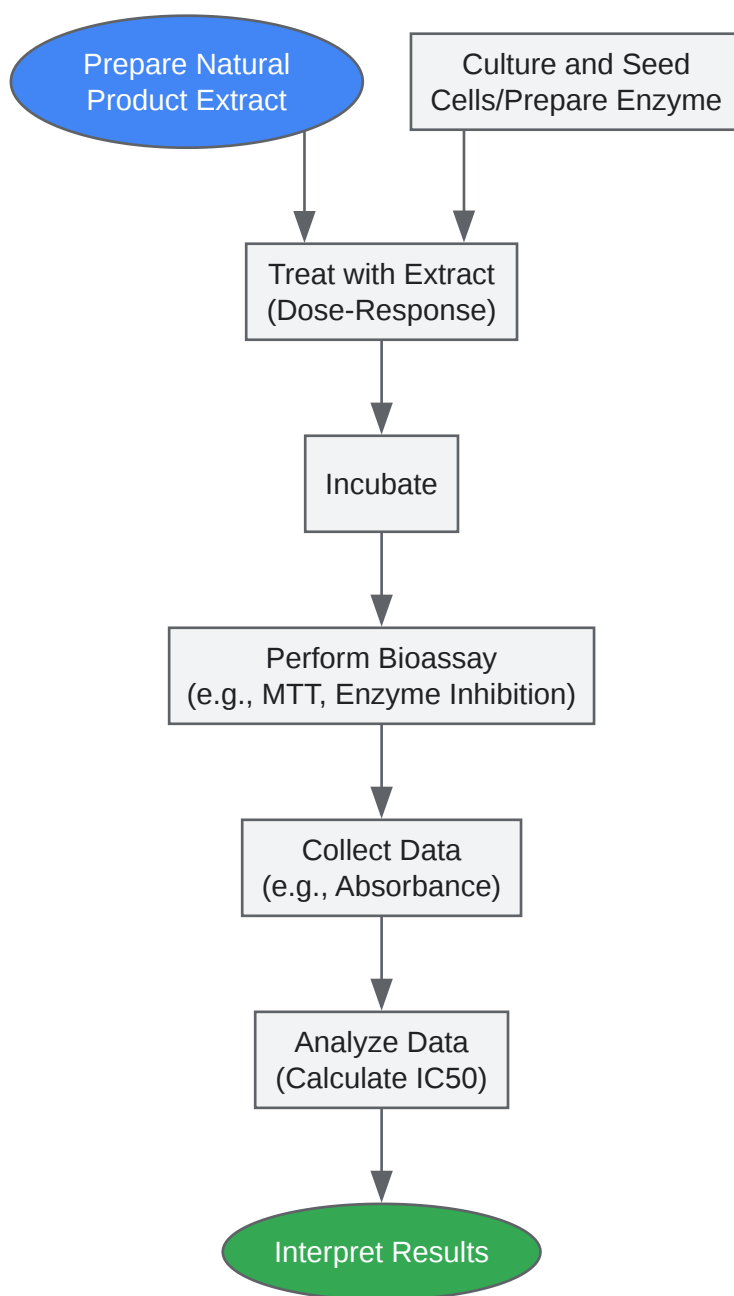 Prepare Natural
Product Extract
Culture and Seed
Cells/Prepare Enzyme
Treat with Extract
(Dose-Response)
Incubate
Perform Bioassay
(e.g., MTT, Enzyme Inhibition)
Collect Data
(e.g., Absorbance)
Analyze Data
(Calculate IC50)
Interpret Results